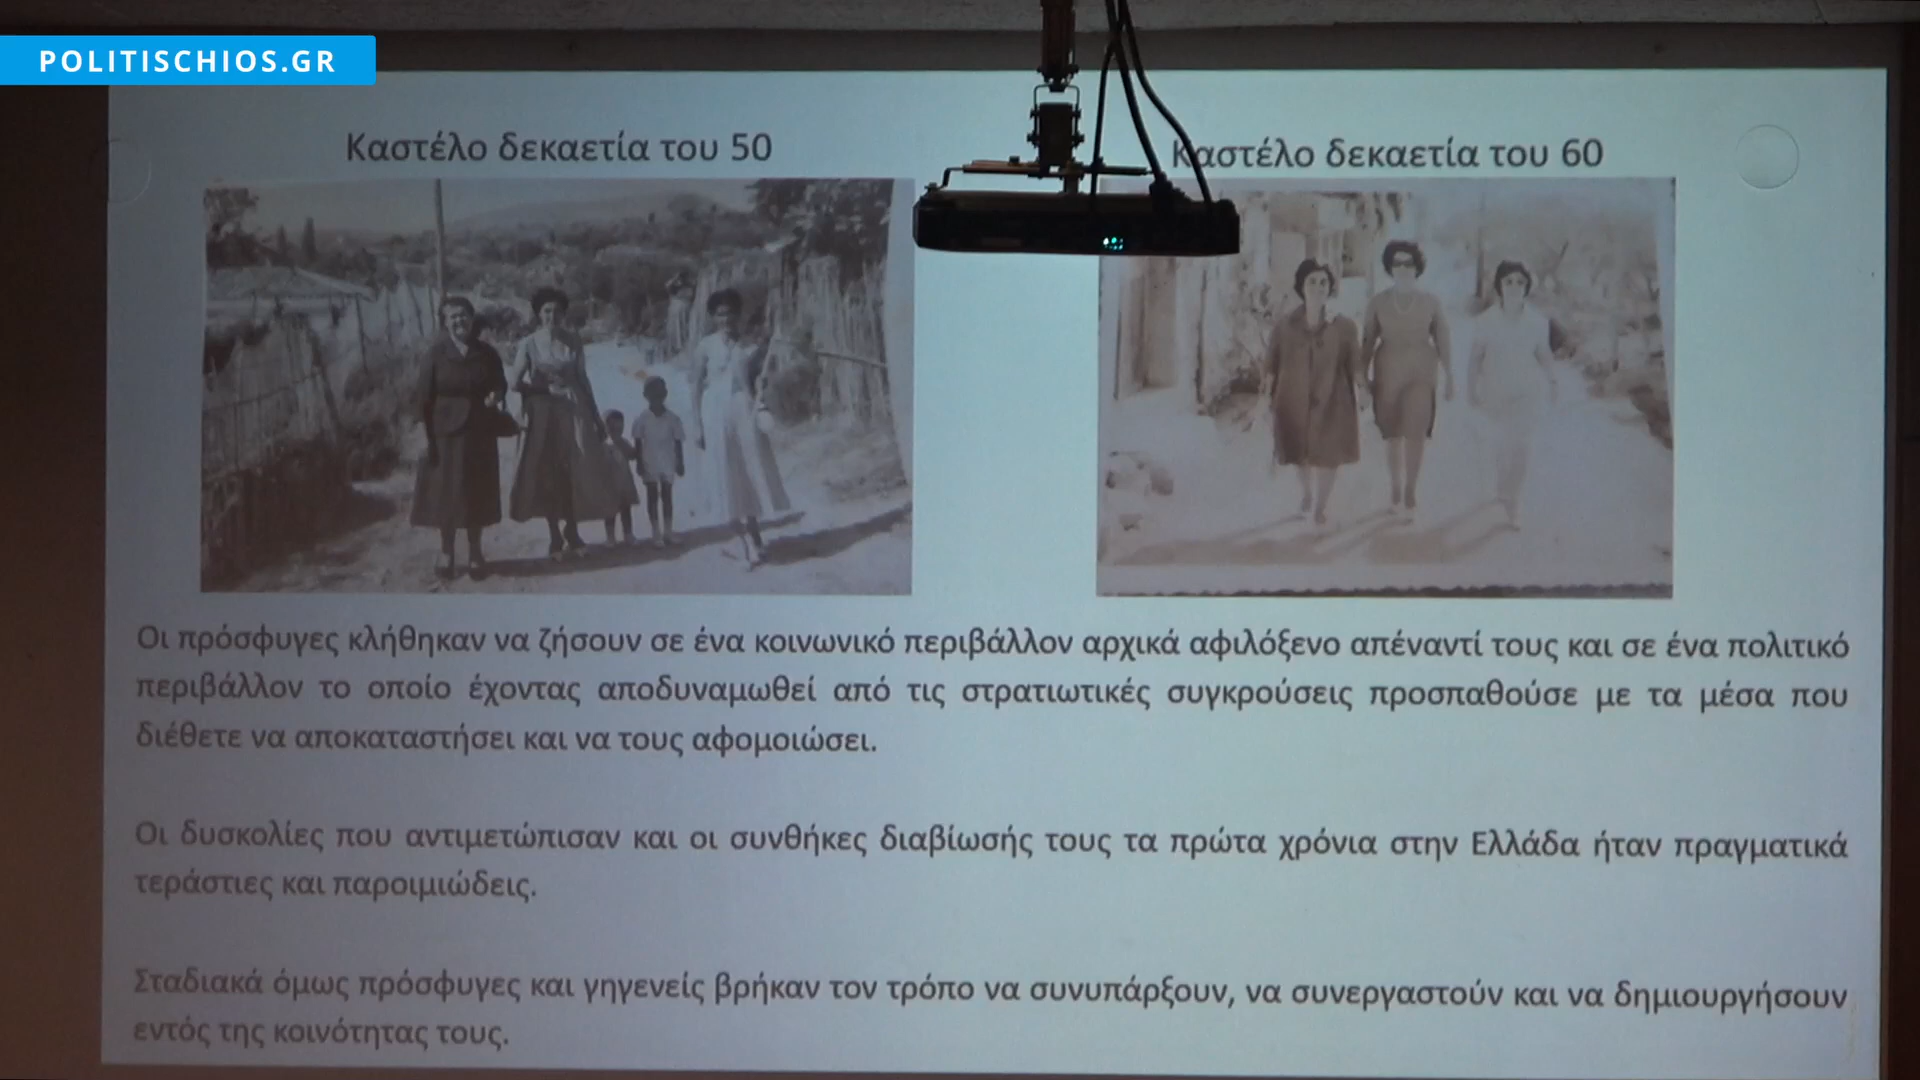 POLITISCHIOS.GR
Καστέλο δεκαετία του 50
Καστέλο δεκαετία του 60
Οι πρόσφυγες κλήθηκαν να ζήσουν σε ένα κοινωνικό περιβάλλον αρχικά αφιλόξενο απέναντί τους και σε ένα πολιτικό
περιβάλλον το οποίο έχοντας αποδυναμωθεί από τις στρατιωτικές συγκρούσεις προσπαθούσε με τα μέσα που
διέθετε να αποκαταστήσει και να τους αφομοιώσει.
Οι δυσκολίες που αντιμετώπισαν και οι συνθήκες διαβίωσής τους τα πρώτα χρόνια στην Ελλάδα ήταν πραγματικά
τεράστιες και παροιμιώδεις.
Σταδιακά όμως πρόσφυγες και γηγενείς βρήκαν τον τρόπο να συνυπάρξουν, να συνεργαστούν και να δημιουργήσουν
εντός της κοινότητας τους.